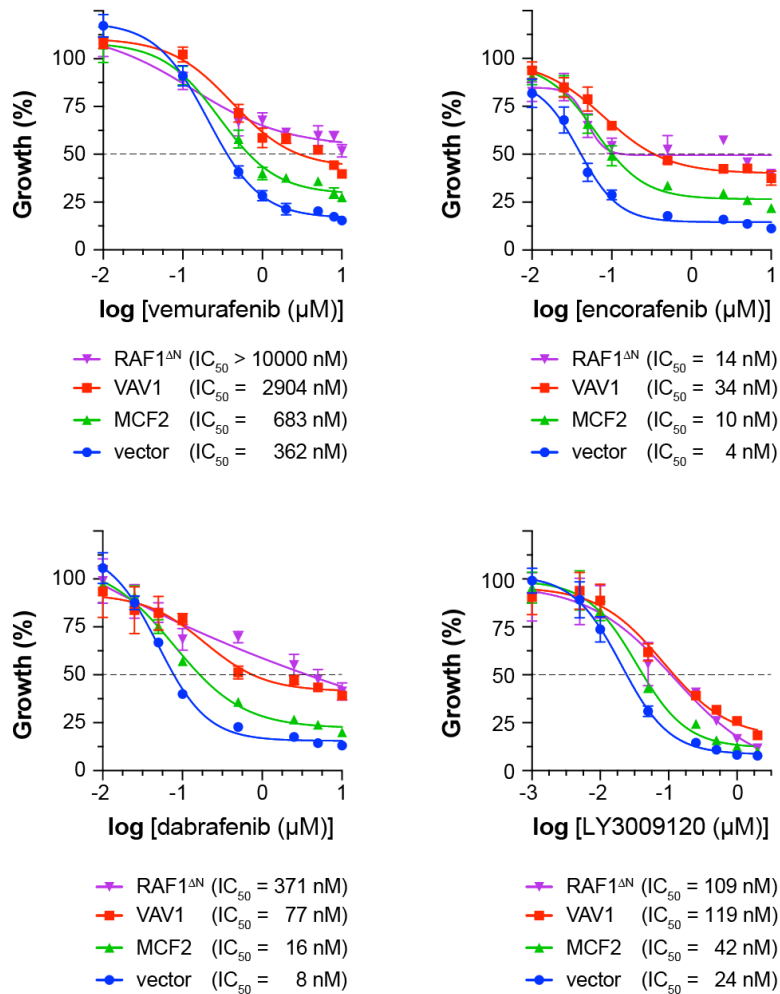 Growth (%)
100
75
50
25
0
-2
-1
0
1
log [vemurafenib (µM)]
RAF1ΔN (IC50 > 10000 nM)
VAV1 (IC50 = 2904 nM)
MCF2 (IC50 = 683 nM)
vector (IC50 = 362 nM)
Growth (%)
100
75
50
25
0
-2
-1
0
1
log [encorafenib (µM)]
RAF1ΔN (IC50 = 14 nM)
VAV1 (IC50 = 34 nM)
MCF2 (IC50 = 10 nM)
vector (IC50 = 4 nM)
Growth (%)
100
75
50
25
0
-2
-1
0
1
log [dabrafenib (µM)]
RAF1ΔN (IC50 = 371 nM)
VAV1 (IC50 = 77 nM)
MCF2 (IC50 = 16 nM)
vector (IC50 = 8 nM)
Growth (%)
100
75
50
25
0
-3
-2
-1
0
log [LY3009120 (µM)]
RAF1ΔN (IC50 = 109 nM)
VAV1 (IC50 = 119 nM)
MCF2 (IC50 = 42 nM)
vector (IC50 = 24 nM)